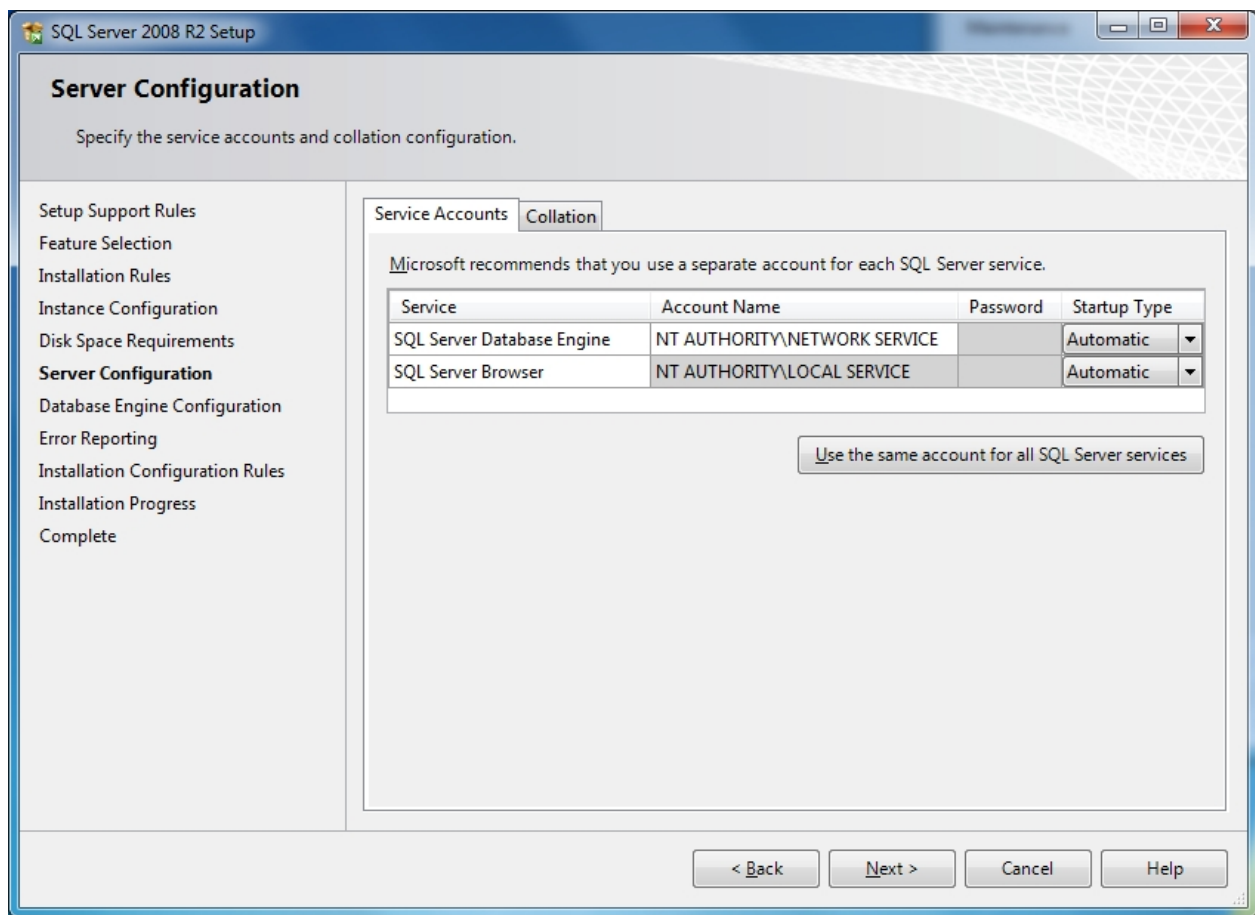 SQL Server 2008 R2 Setup
Maintenance
Server Configuration
Specify the service accounts and collation configuration.
Setup Support Rules
Feature Selection
Installation Rules
Instance Configuration
Disk Space Requirements
Server Configuration
Database Engine Configuration
Error Reporting
Installation Configuration Rules
Installation Progress
Complete
Service Accounts Collation
Microsoft recommends that you use a separate account for each SQL Server service.
Service Account Name Password Startup Type
SQL Server Database Engine NT AUTHORITY\NETWORK SERVICE Automatic
SQL Server Browser NT AUTHORITY\LOCAL SERVICE Automatic
Use the same account for all SQL Server services
< Back Next > Cancel Help